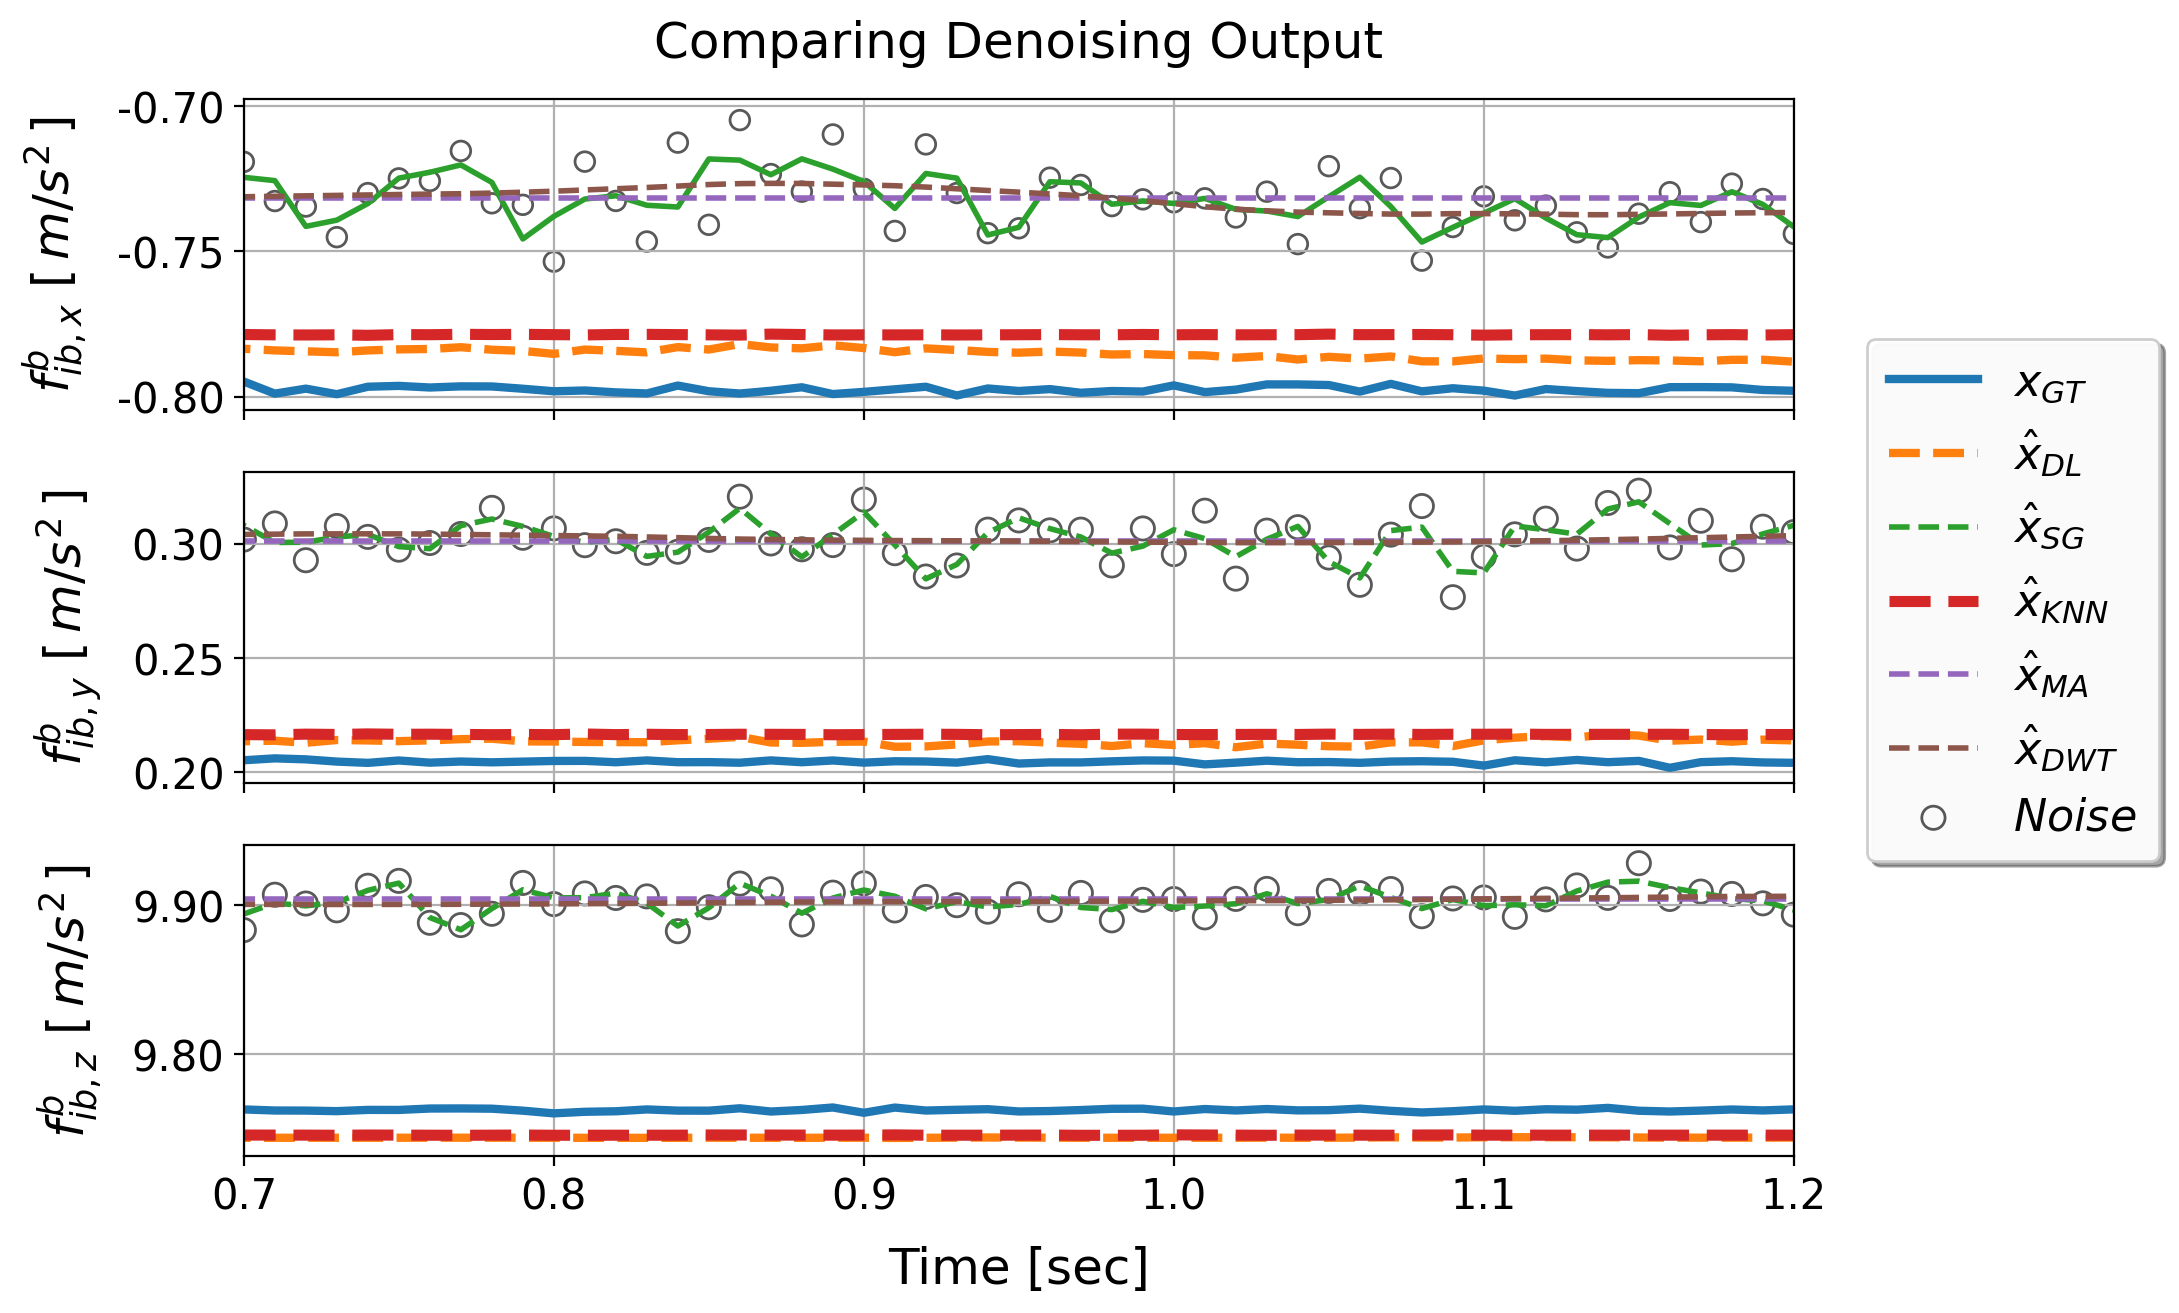 Comparing Denoising Output
-0.70
-0.75
-0.80
f^b_{ib, x} [ m/s^2 ]
0.30
0.25
0.20
f^b_{ib, y} [ m/s^2 ]
9.90
9.80
f^b_{ib, z} [ m/s^2 ]
0.7 0.8 0.9 1.0 1.1 1.2
Time [sec]
x_{GT}
x̂_{DL}
x̂_{SG}
x̂_{KNN}
x̂_{MA}
x̂_{DWT}
Noise